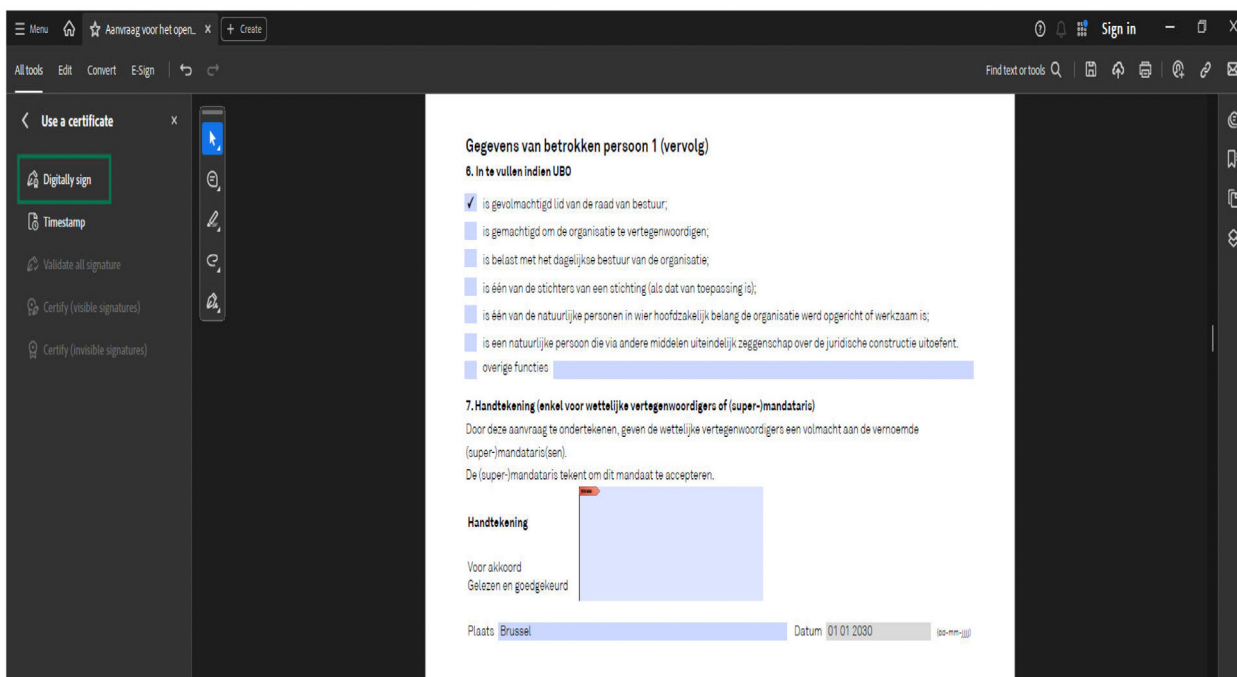 Menu
Aanvraag voor het open...
Create
Sign in
All tools Edit Convert E-Sign
Find text or tools
Use a certificate
Digitally sign
Timestamp
Validate all signature
Certify (visible signatures)
Certify (invisible signatures)
Gegevens van betrokken persoon 1 (vervolg)
6. In te vullen indien UBO
is gevolmachtigd lid van de raad van bestuur;
is gemachtigd om de organisatie te vertegenwoordigen;
is belast met het dagelijkse bestuur van de organisatie;
is één van de stichters van een stichting (als dat van toepassing is);
is één van de natuurlijke personen in wier hoofdzakelijk belang de organisatie werd opgericht of werkzaam is;
is een natuurlijke persoon die via andere middelen uiteindelijk zeggenschap over de juridische constructie uitoefent.
overige functies
7. Handtekening (enkel voor wettelijke vertegenwoordigers of (super-)mandataris)
Door deze aanvraag te ondertekenen, geven de wettelijke vertegenwoordigers een volmacht aan de vernoemde
(super-)mandataris(sen).
De (super-)mandataris tekent om dit mandaat te accepteren.
Handtekening
Voor akkoord
Gelezen en goedgekeurd
Plaats Brussel Datum 01 01 2030 (dd-mm-jjjj)